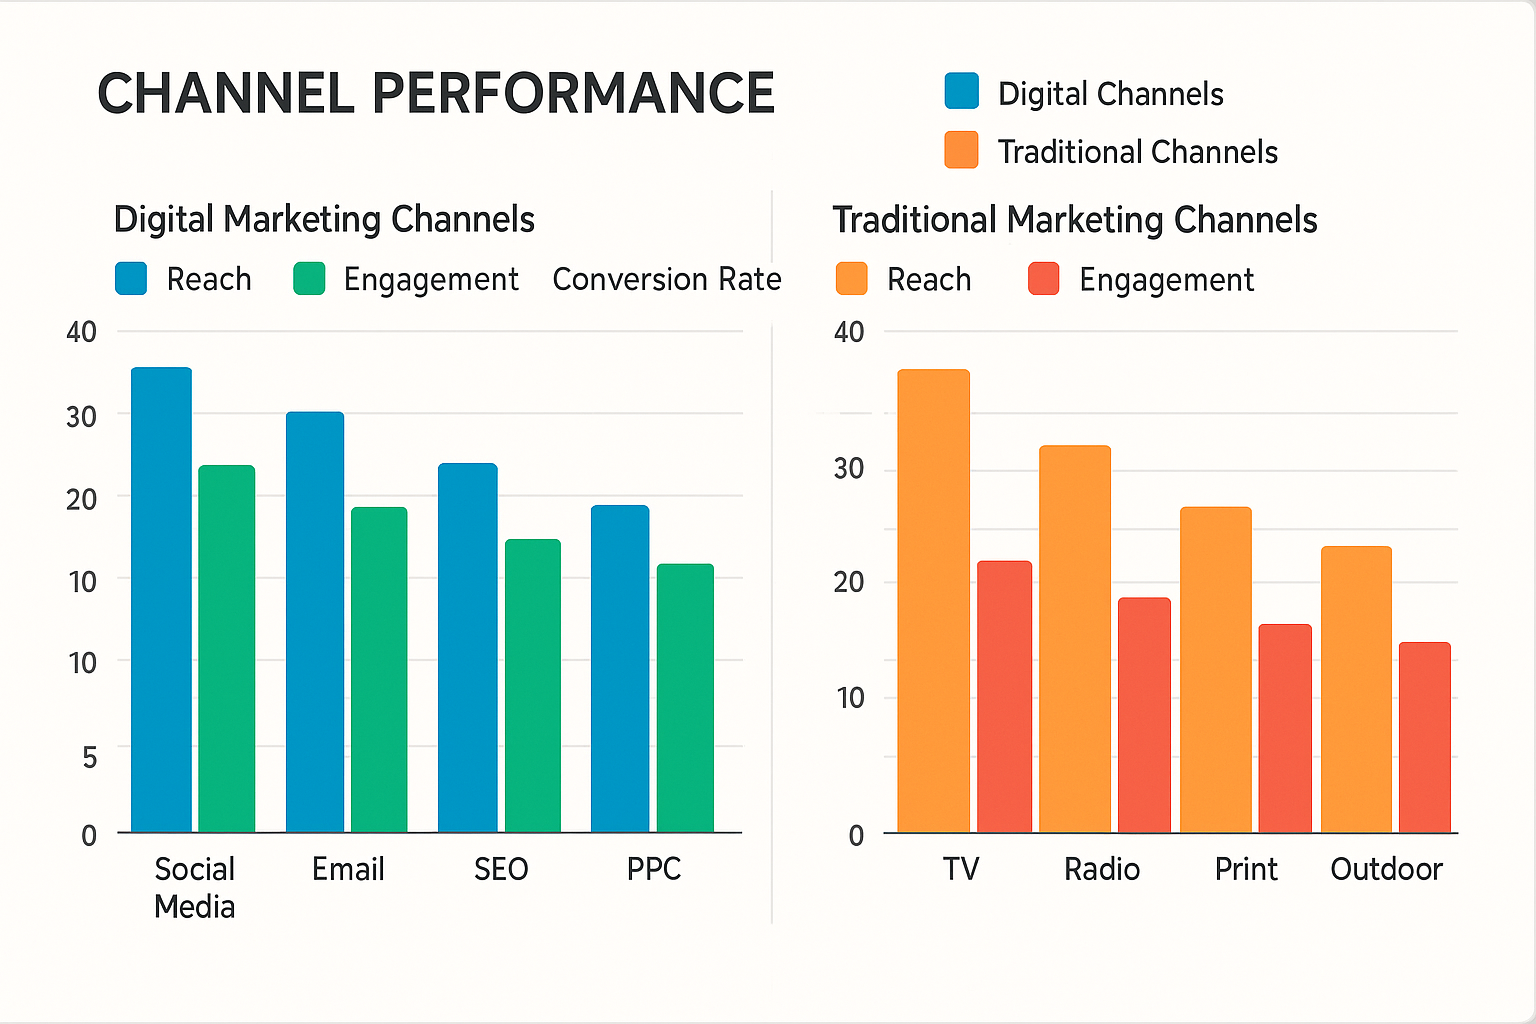 CHANNEL PERFORMANCE
Digital Channels
Traditional Channels
Digital Marketing Channels
Reach Engagement Conversion Rate
40
30
20
10
10
5
0
Social Media
Email
SEO
PPC
Traditional Marketing Channels
Reach Engagement
40
30
20
10
0
TV
Radio
Print
Outdoor